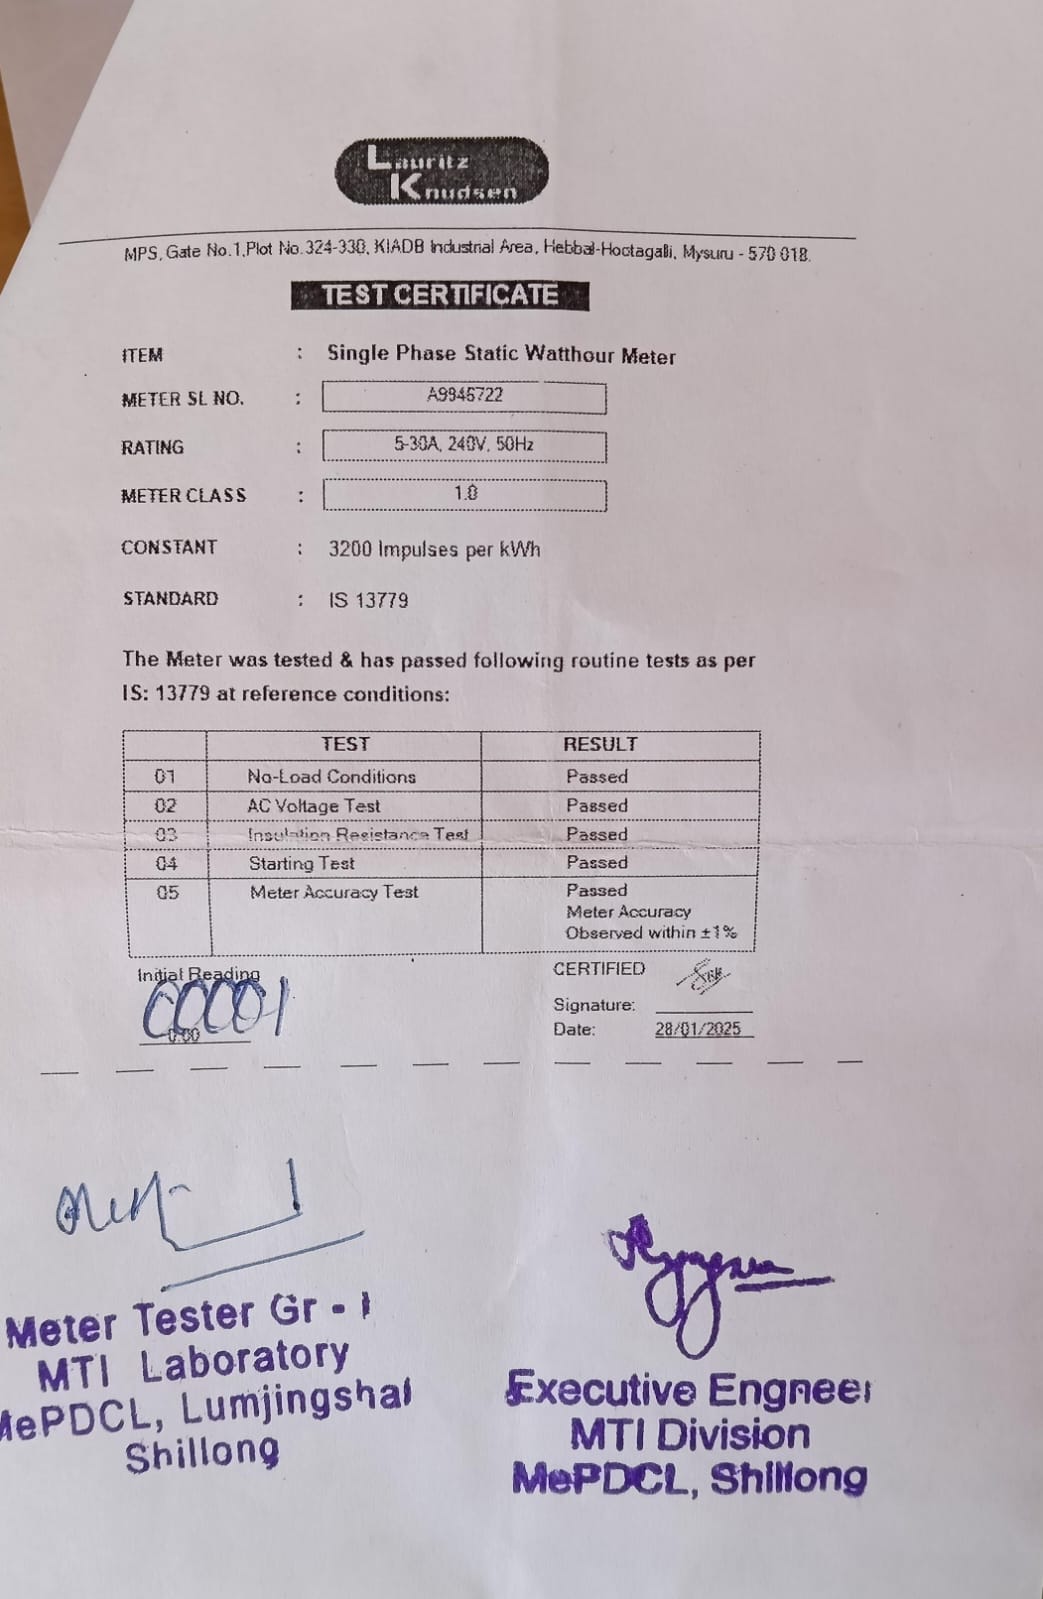 Lauritz
Knudsen
MPS, Gate No.1,Plot No.324-330, KIADB Industrial Area, Hebbal-Hootagalli, Mysuru - 570 018.
TEST CERTIFICATE
ITEM : Single Phase Static Watthour Meter
METER SL NO. : A9946722
RATING : 5-30A, 240V, 50Hz
METER CLASS : 1.0
CONSTANT : 3200 Impulses per kWh
STANDARD : IS 13779
The Meter was tested & has passed following routine tests as per
IS: 13779 at reference conditions:
TEST RESULT
01 No-Load Conditions Passed
02 AC Voltage Test Passed
03 Insulation Resistance Test Passed
04 Starting Test Passed
05 Meter Accuracy Test Passed
Meter Accuracy
Observed within ±1%
Initial Reading
00001
0.00
CERTIFIED
Signature:
Date: 28/01/2025
Meter Tester Gr - I
MTI Laboratory
MePDCL, Lumjingshai
Shillong
Executive Engneer
MTI Division
MePDCL, Shillong